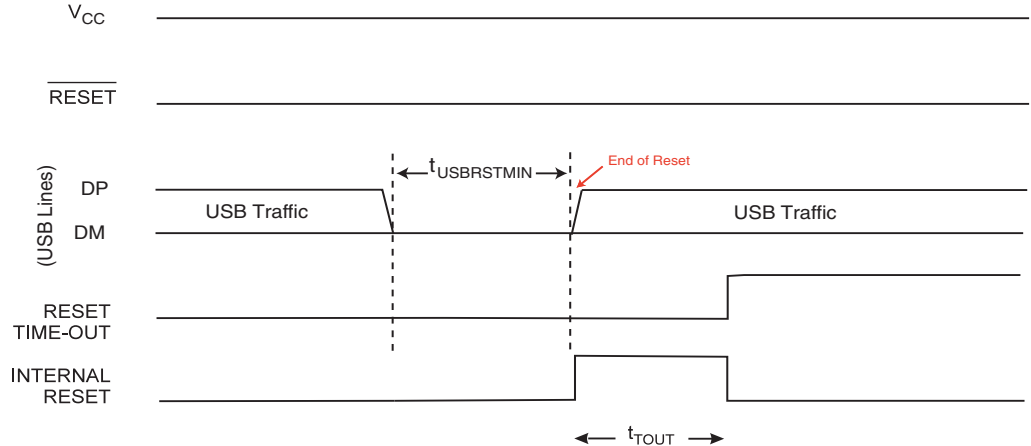 VCC
RESET
(USB Lines)
DP
DM
tUSBRSTMIN
End of Reset
USB Traffic
USB Traffic
RESET
TIME-OUT
INTERNAL
RESET
tTOUT